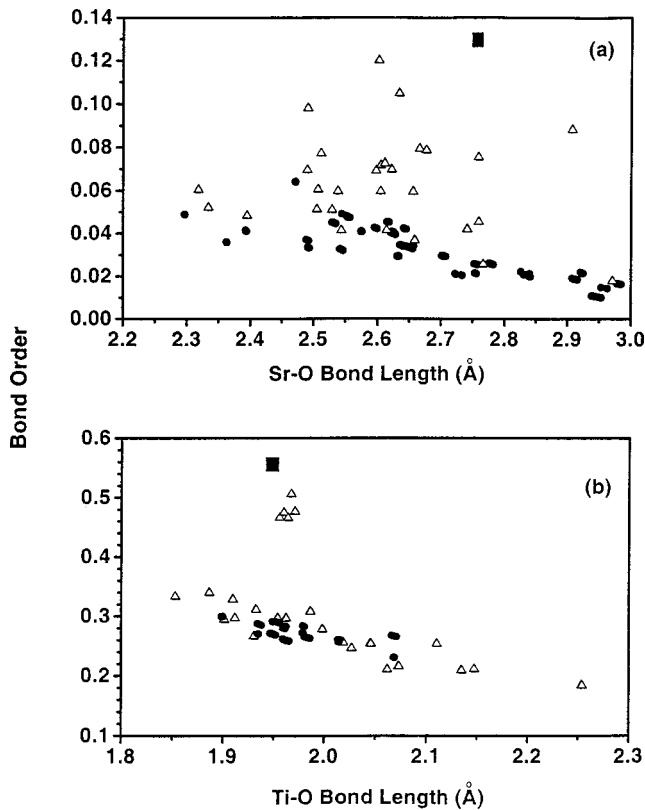 0.14
0.12
0.10
0.08
0.06
0.04
0.02
0.00
(a)
2.2 2.3 2.4 2.5 2.6 2.7 2.8 2.9 3.0
Sr-O Bond Length (Å)
Bond Order
0.6
0.5
0.4
0.3
0.2
0.1
(b)
1.8 1.9 2.0 2.1 2.2 2.3
Ti-O Bond Length (Å)